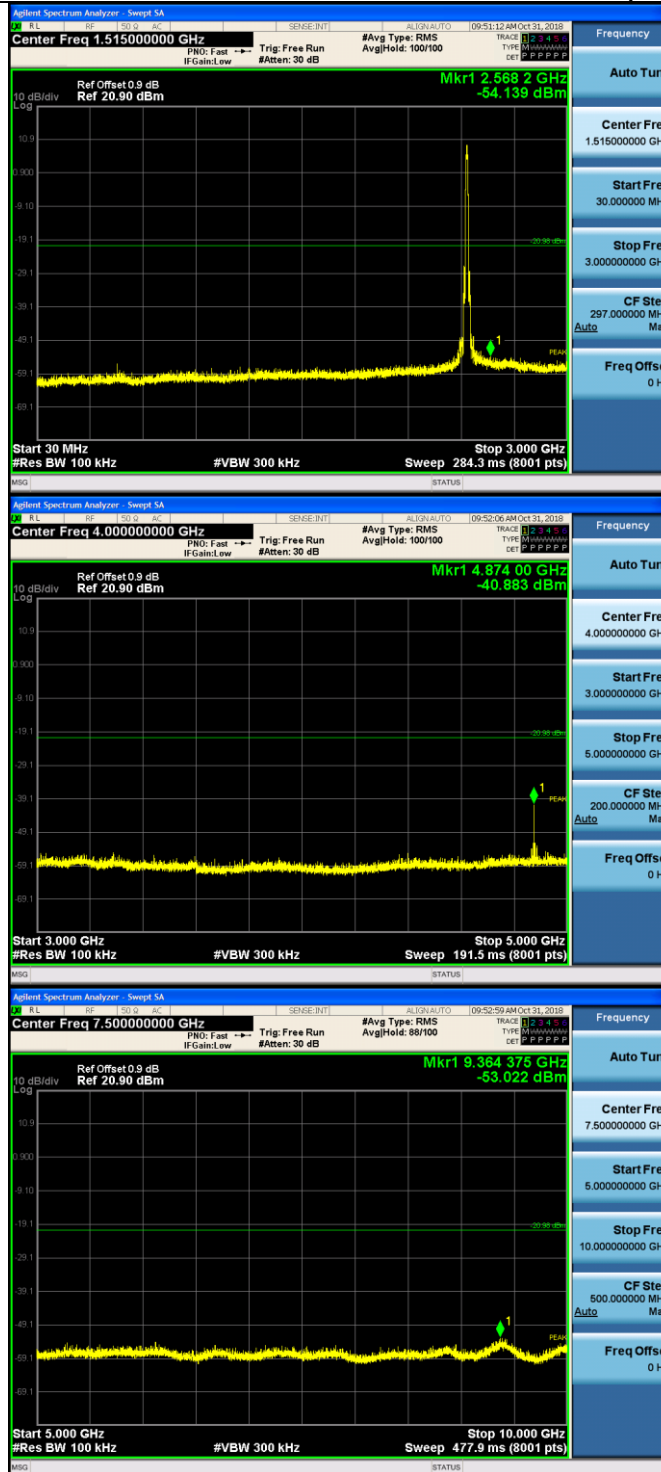 Agilent Spectrum Analyzer - Swept SA
RL RF 50 Ω AC SENSE:INT ALIGNAUTO 09:51:12 AM Oct 31, 2018
Center Freq 1.515000000 GHz #Avg Type: RMS TRACE 1 2 3 4 5 6
PNO: Fast Trig: Free Run Avg|Hold: 100/100 TYPE M
IFGain:Low #Atten: 30 dB DET P P P P P P
Frequency
Auto Tun
Mkr1 2.568 2 GHz
Ref Offset 0.9 dB
10 dB/div Ref 20.90 dBm -54.139 dBm
Log
10.9
0.900
-9.10
-19.1
-20.98 dBm
-29.1
-39.1
-49.1
1
PEAK
-59.1
-69.1
Center Fre
1.515000000 GH
Start Fre
30.000000 MH
Stop Fre
3.000000000 GH
CF Ste
297.000000 MH
Auto Ma
Freq Offse
0 H
Start 30 MHz Stop 3.000 GHz
#Res BW 100 kHz #VBW 300 kHz Sweep 284.3 ms (8001 pts)
MSG STATUS
Agilent Spectrum Analyzer - Swept SA
RL RF 50 Ω AC SENSE:INT ALIGNAUTO 09:52:06 AM Oct 31, 2018
Center Freq 4.000000000 GHz #Avg Type: RMS TRACE 1 2 3 4 5 6
PNO: Fast Trig: Free Run Avg|Hold: 100/100 TYPE M
IFGain:Low #Atten: 30 dB DET P P P P P P
Frequency
Auto Tun
Mkr1 4.874 00 GHz
Ref Offset 0.9 dB
10 dB/div Ref 20.90 dBm -40.883 dBm
Log
10.9
0.900
-9.10
-19.1
-20.98 dBm
-29.1
-39.1
1
PEAK
-49.1
-59.1
-69.1
Center Fre
4.000000000 GH
Start Fre
3.000000000 GH
Stop Fre
5.000000000 GH
CF Ste
200.000000 MH
Auto Ma
Freq Offse
0 H
Start 3.000 GHz Stop 5.000 GHz
#Res BW 100 kHz #VBW 300 kHz Sweep 191.5 ms (8001 pts)
MSG STATUS
Agilent Spectrum Analyzer - Swept SA
RL RF 50 Ω AC SENSE:INT ALIGNAUTO 09:52:59 AM Oct 31, 2018
Center Freq 7.500000000 GHz #Avg Type: RMS TRACE 1 2 3 4 5 6
PNO: Fast Trig: Free Run Avg|Hold: 88/100 TYPE M
IFGain:Low #Atten: 30 dB DET P P P P P P
Frequency
Auto Tun
Mkr1 9.364 375 GHz
Ref Offset 0.9 dB
10 dB/div Ref 20.90 dBm -53.022 dBm
Log
10.9
0.900
-9.10
-19.1
-20.98 dBm
-29.1
-39.1
-49.1
1
PEAK
-59.1
-69.1
Center Fre
7.500000000 GH
Start Fre
5.000000000 GH
Stop Fre
10.000000000 GH
CF Ste
500.000000 MH
Auto Ma
Freq Offse
0 H
Start 5.000 GHz Stop 10.000 GHz
#Res BW 100 kHz #VBW 300 kHz Sweep 477.9 ms (8001 pts)
MSG STATUS